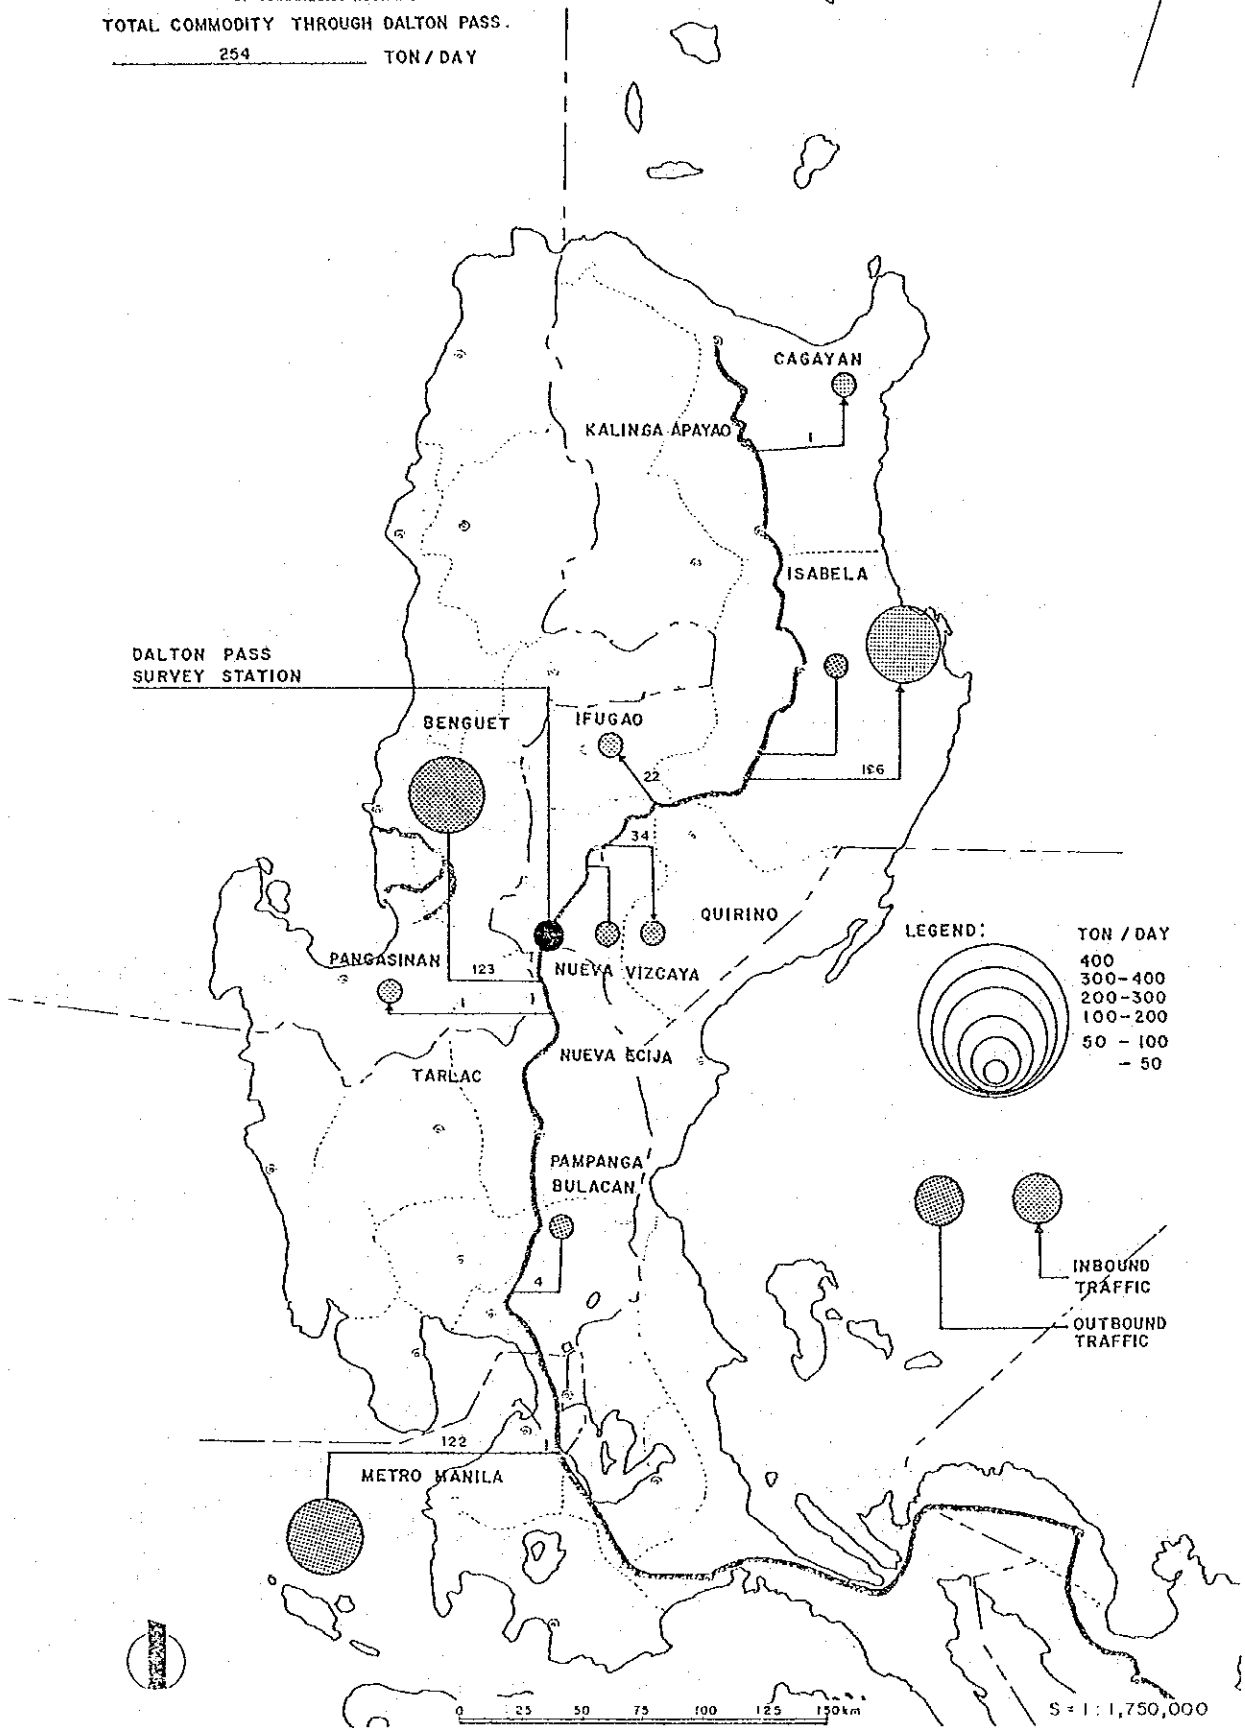 TOTAL COMMODITY THROUGH DALTON PASS.
254 TON / DAY
CAGAYAN
KALINGA APAYAO
1
ISABELA
DALTON PASS
SURVEY STATION
BENGUET
IFUGAO
22
196
34
QUIRINO
LEGEND:
TON / DAY
400
300-400
200-300
100-200
50 - 100
- 50
PANGASINAN
123
NUEVA VIZCAYA
1
NUEVA ECIJA
TARLAC
PAMPANGA
BULACAN
4
INBOUND
TRAFFIC
OUTBOUND
TRAFFIC
122
METRO MANILA
0 25 50 75 100 125 150km
S = 1 : 1,750,000